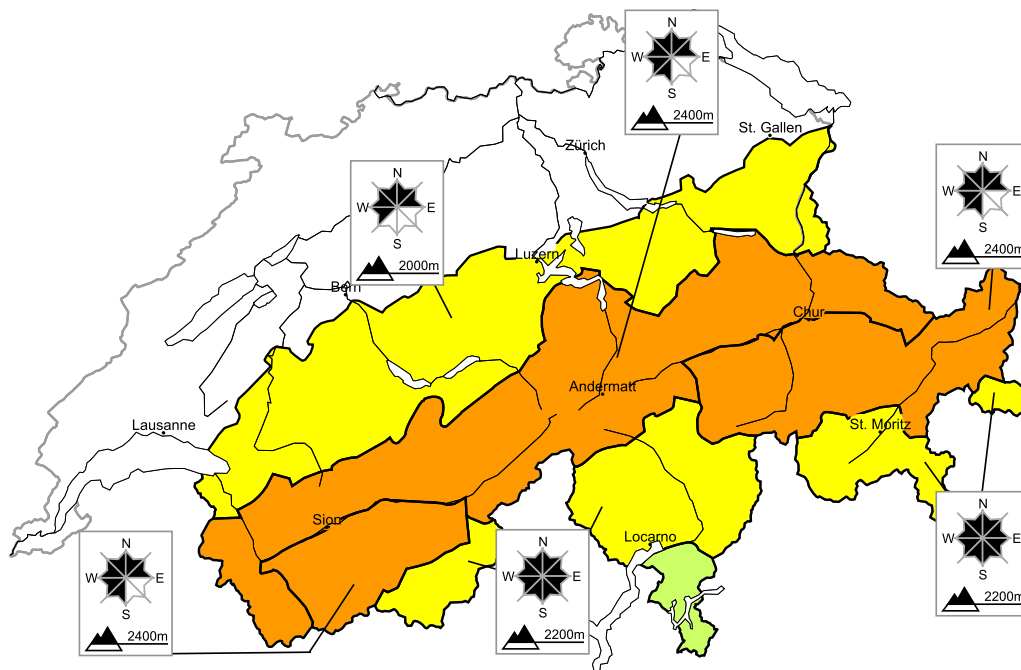 N
W E
S
2400m
St. Gallen
Zürich
N
W E
S
2000m
N
W E
S
2400m
Luzern
Bern
Chur
Andermatt
Lausanne
St. Moritz
Sion
Locarno
N
W E
S
2400m
N
W E
S
2200m
N
W E
S
2200m